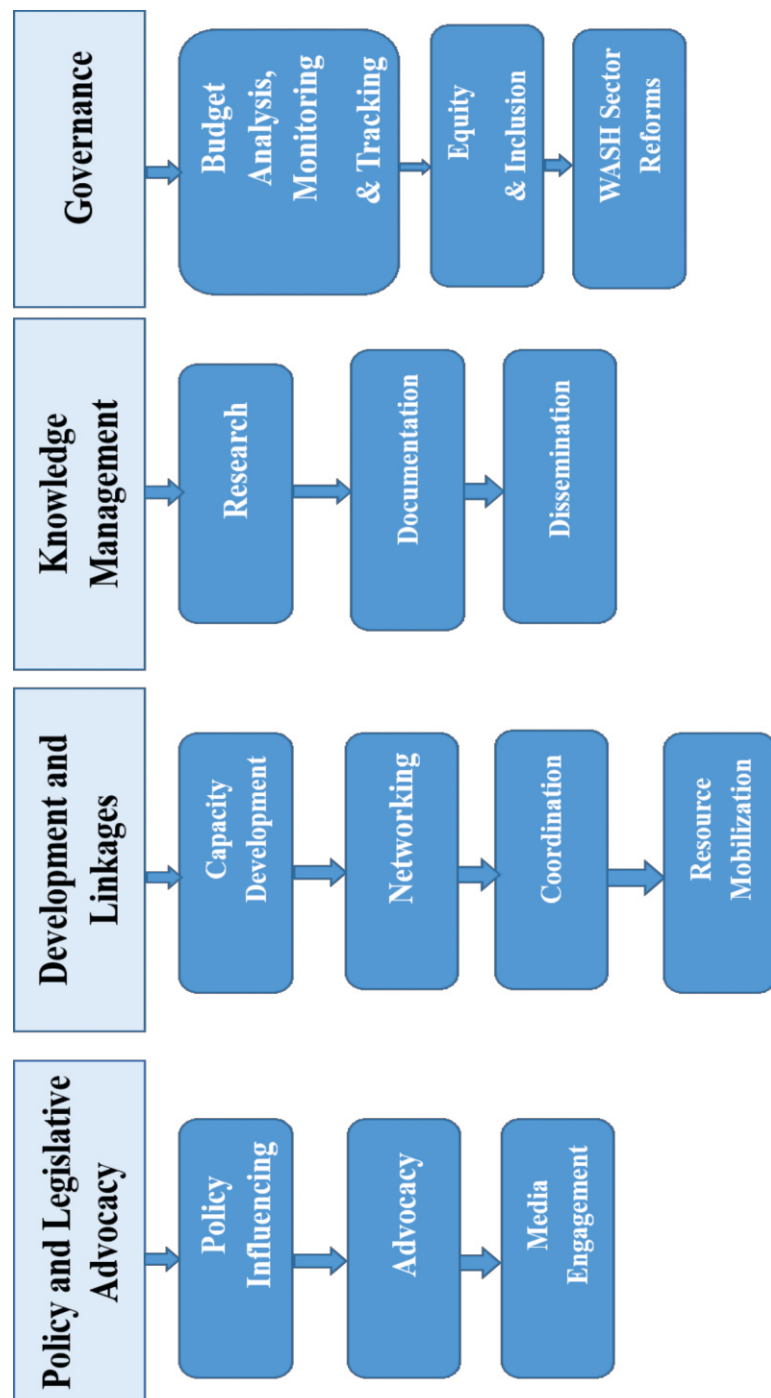 Policy and Legislative
Advocacy
Policy
Influencing
Advocacy
Media
Engagement
Development and
Linkages
Capacity
Development
Networking
Coordination
Resource
Mobilization
Knowledge
Management
Research
Documentation
Dissemination
Governance
Budget
Analysis,
Monitoring
& Tracking
Equity
& Inclusion
WASH Sector
Reforms